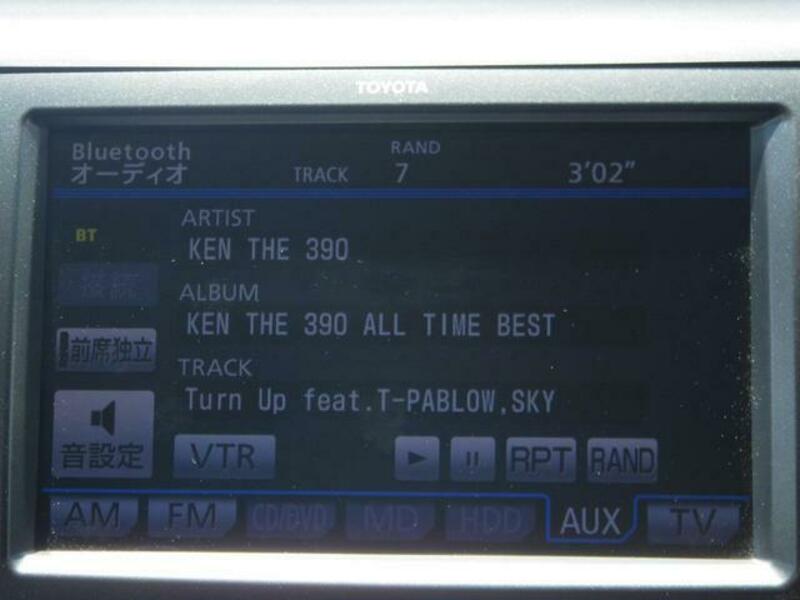 TOYOTA
Bluetooth
オーディオ
RAND
TRACK 7 3'02"
ARTIST
BT
KEN THE 390
接続
ALBUM
KEN THE 390 ALL TIME BEST
前席独立
TRACK
Turn Up feat.T-PABLOW,SKY
音設定
VTR
RPT
RAND
AM FM CD/DVD MD HDD AUX TV